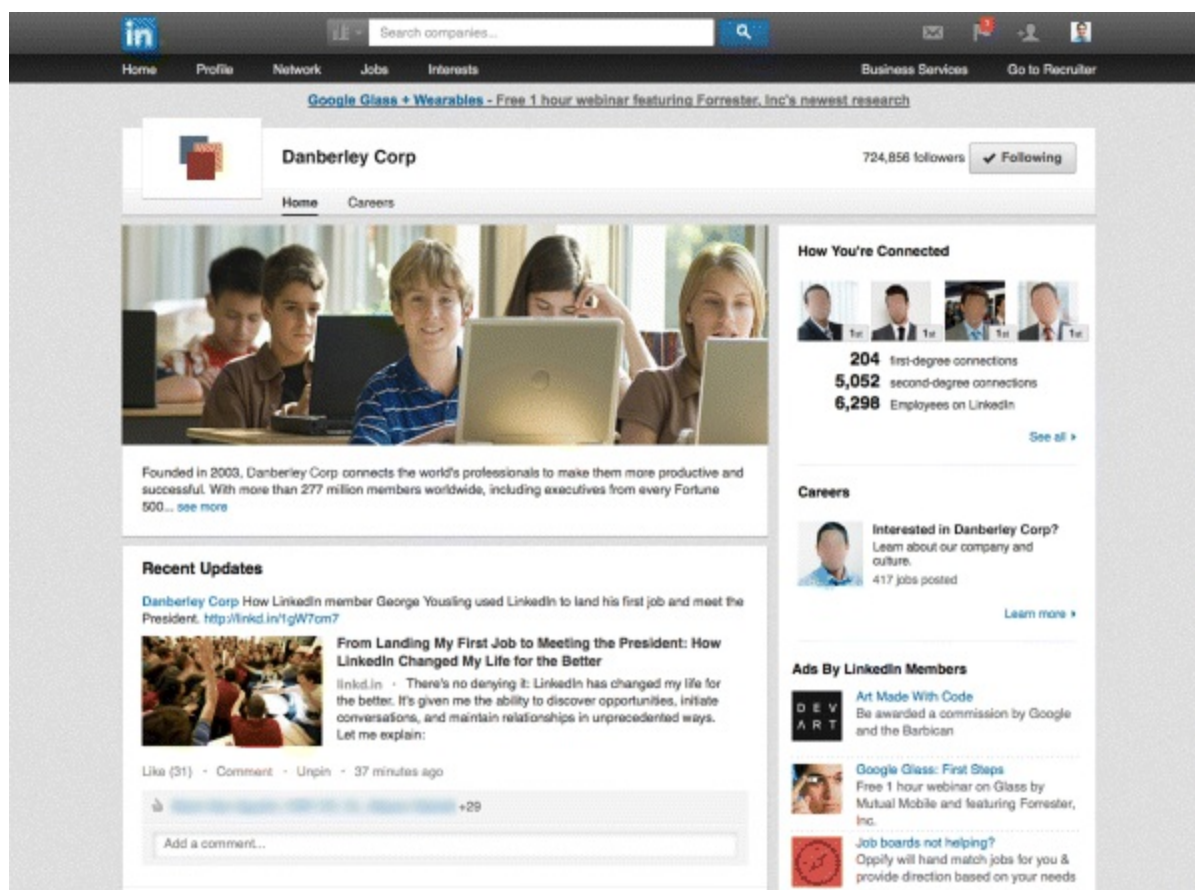 in
Search companies...
3
Home Profile Network Jobs Interests Business Services Go to Recruiter
Google Glass + Wearables - Free 1 hour webinar featuring Forrester, Inc's newest research
Danberley Corp
724,856 followers
Following
Home Careers
Founded in 2003, Danberley Corp connects the world's professionals to make them more productive and
successful. With more than 277 million members worldwide, including executives from every Fortune
500... see more
Recent Updates
Danberley Corp How LinkedIn member George Yousling used LinkedIn to land his first job and meet the
President. http://linkd.in/1gW7cm7
From Landing My First Job to Meeting the President: How
LinkedIn Changed My Life for the Better
linkd.in · There's no denying it: LinkedIn has changed my life for
the better. It's given me the ability to discover opportunities, initiate
conversations, and maintain relationships in unprecedented ways.
Let me explain:
Like (31) · Comment · Unpin · 37 minutes ago
+29
Add a comment...
How You're Connected
1st 1st 1st 1st
204 first-degree connections
5,052 second-degree connections
6,298 Employees on LinkedIn
See all
Careers
Interested in Danberley Corp?
Learn about our company and
culture.
417 jobs posted
Learn more
Ads By LinkedIn Members
DEV
ART
Art Made With Code
Be awarded a commission by Google
and the Barbican
Google Glass: First Steps
Free 1 hour webinar on Glass by
Mutual Mobile and featuring Forrester,
Inc.
Job boards not helping?
Oppify will hand match jobs for you &
provide direction based on your needs